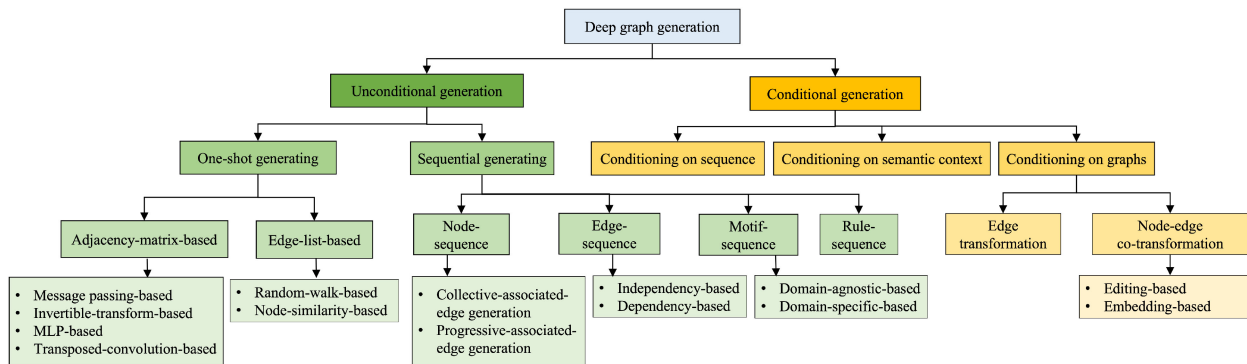 Deep graph generation
Unconditional generation
Conditional generation
One-shot generating
Sequential generating
Conditioning on sequence
Conditioning on semantic context
Conditioning on graphs
Adjacency-matrix-based
Edge-list-based
Node-
sequence
Edge-
sequence
Motif-
sequence
Rule-
sequence
Edge
transformation
Node-edge
co-transformation
• Message passing-based
• Invertible-transform-based
• MLP-based
• Transposed-convolution-based
• Random-walk-based
• Node-similarity-based
• Collective-associated-
edge generation
• Progressive-associated-
edge generation
• Independency-based
• Dependency-based
• Domain-agnostic-based
• Domain-specific-based
• Editing-based
• Embedding-based